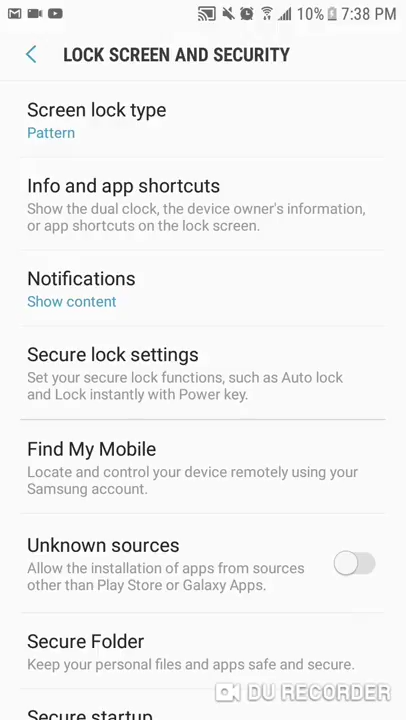 10% 7:38 PM
LOCK SCREEN AND SECURITY
Screen lock type
Pattern
Info and app shortcuts
Show the dual clock, the device owner's information,
or app shortcuts on the lock screen.
Notifications
Show content
Secure lock settings
Set your secure lock functions, such as Auto lock
and Lock instantly with Power key.
Find My Mobile
Locate and control your device remotely using your
Samsung account.
Unknown sources
Allow the installation of apps from sources
other than Play Store or Galaxy Apps.
Secure Folder
Keep your personal files and apps safe and secure.
DU RECORDER
Secure startup